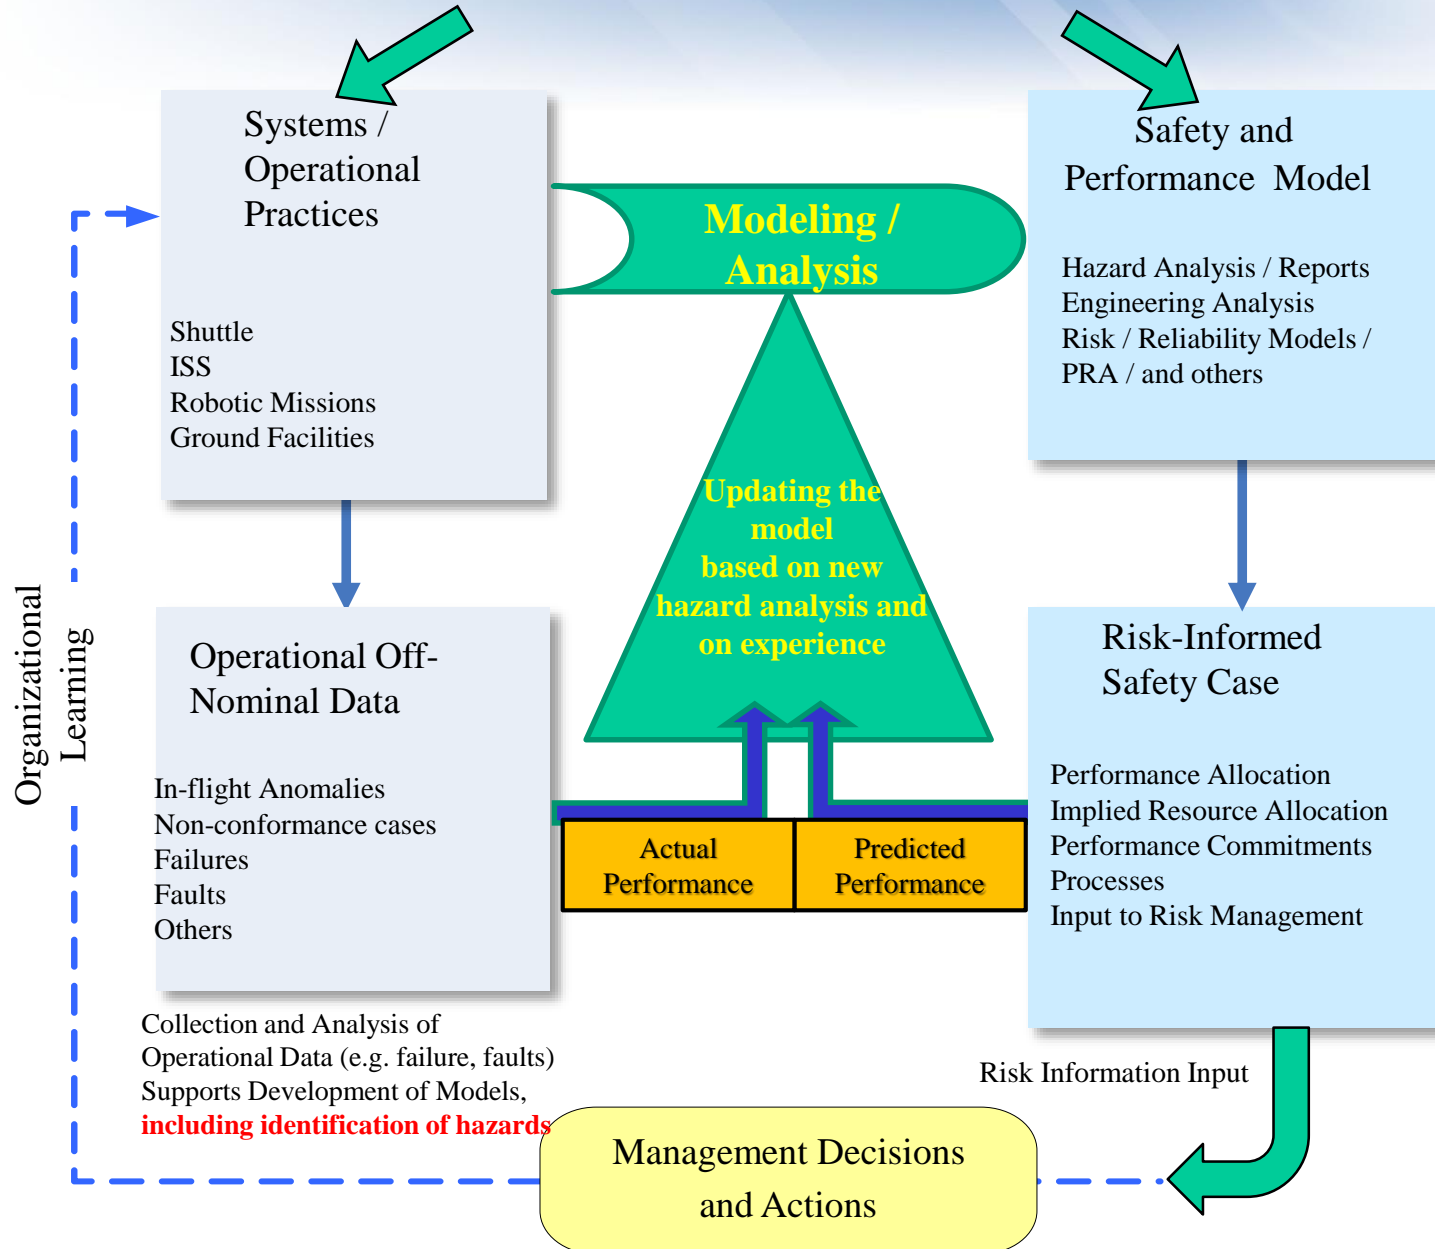 Systems /
Operational
Practices
Shuttle
ISS
Robotic Missions
Ground Facilities
Modeling /
Analysis
Safety and
Performance Model
Hazard Analysis / Reports
Engineering Analysis
Risk / Reliability Models /
PRA / and others
Updating the
model
based on new
hazard analysis and
on experience
Organizational
Learning
Operational Off-
Nominal Data
In-flight Anomalies
Non-conformance cases
Failures
Faults
Others
Actual
Performance
Predicted
Performance
Risk-Informed
Safety Case
Performance Allocation
Implied Resource Allocation
Performance Commitments
Processes
Input to Risk Management
Collection and Analysis of
Operational Data (e.g. failure, faults)
Supports Development of Models,
including identification of hazards
Risk Information Input
Management Decisions
and Actions